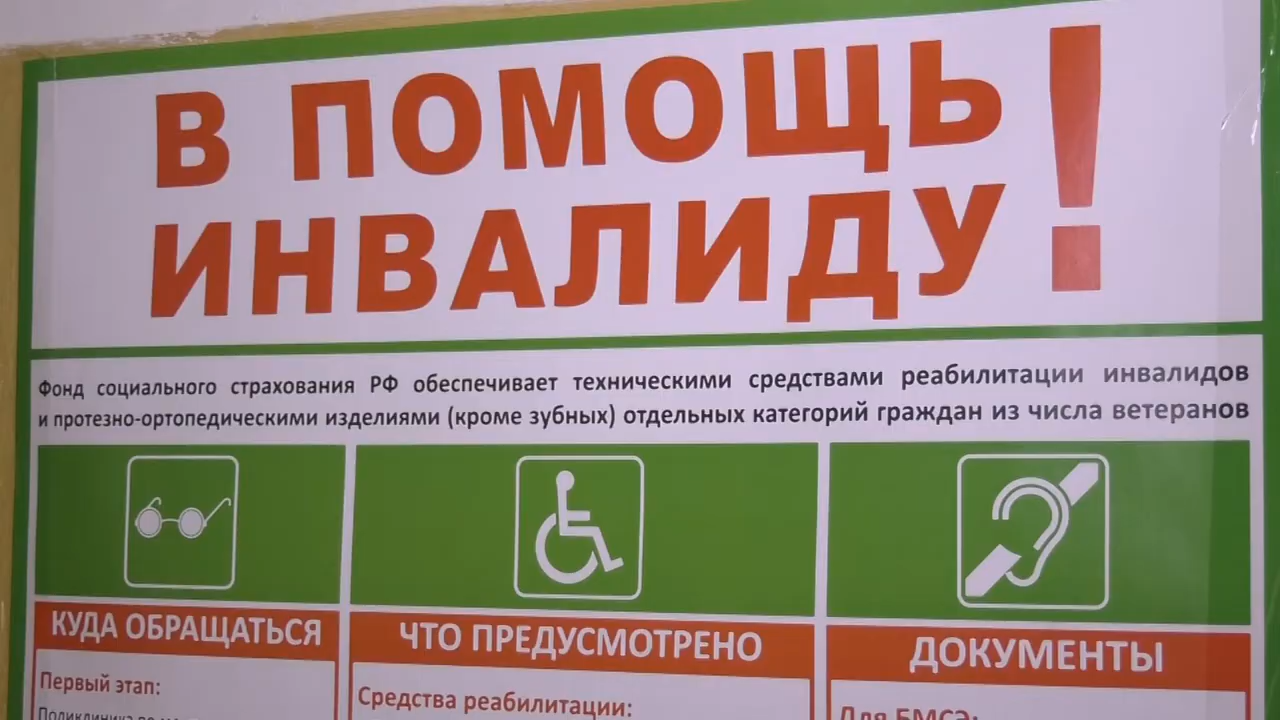 В ПОМОЩЬ
ИНВАЛИДУ!
Фонд социального страхования РФ обеспечивает техническими средствами реабилитации инвалидов
и протезно-ортопедическими изделиями (кроме зубных) отдельных категорий граждан из числа ветеранов
КУДА ОБРАЩАТЬСЯ
ЧТО ПРЕДУСМОТРЕНО
ДОКУМЕНТЫ
Первый этап:
Средства реабилитации:
Для БМСЭ:
Поликлиника по